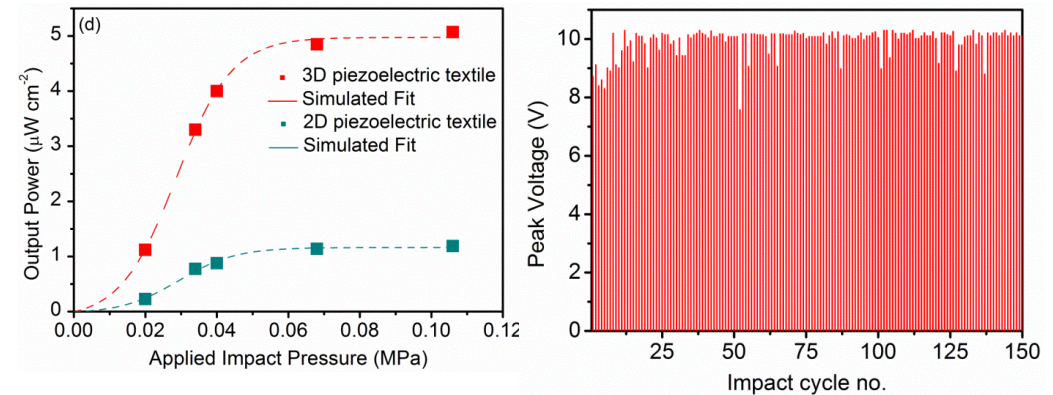 (d)
5
4
3
2
1
0
Output Power (μW cm⁻²)
3D piezoelectric textile
Simulated Fit
2D piezoelectric textile
Simulated Fit
0.00 0.02 0.04 0.06 0.08 0.10 0.12
Applied Impact Pressure (MPa)
10
8
6
4
2
0
Peak Voltage (V)
25 50 75 100 125 150
Impact cycle no.